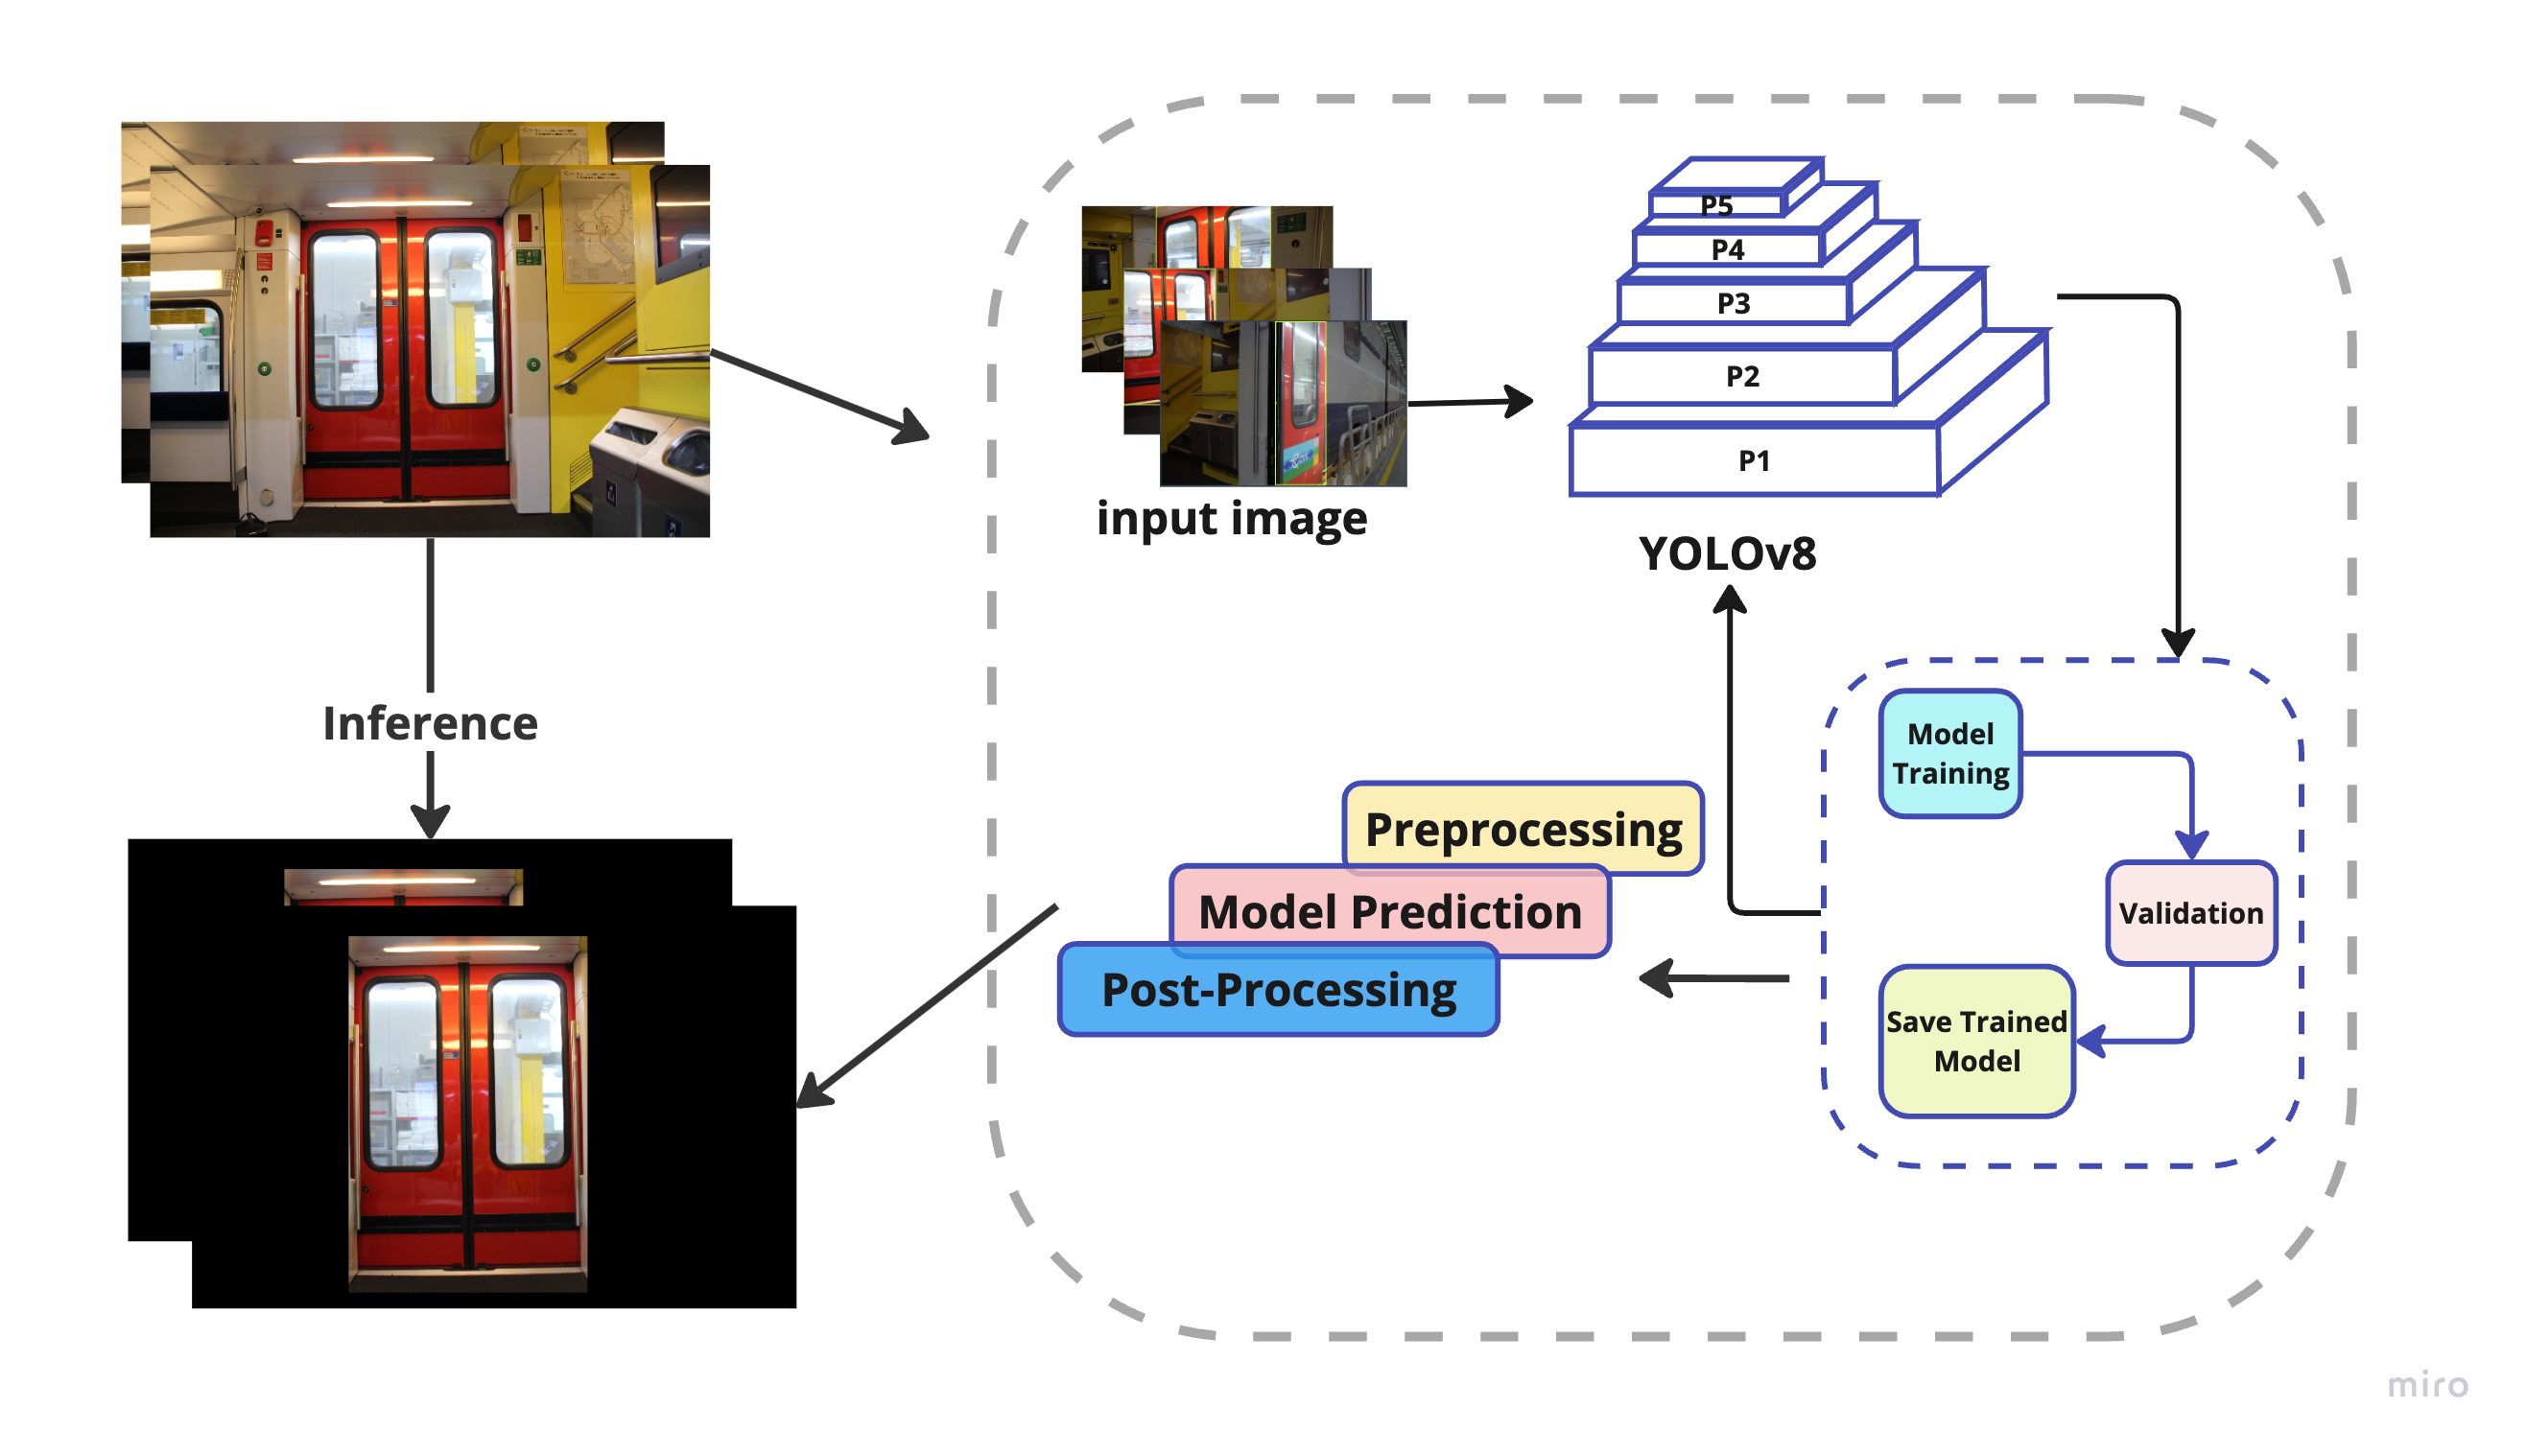 P5
P4
P3
P2
P1
input image
YOLOv8
Inference
Model
Training
Preprocessing
Model Prediction
Validation
Post-Processing
Save Trained
Model
miro